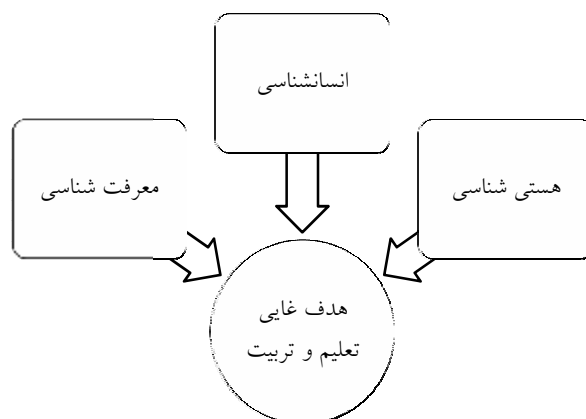 انسانشناسی
هستی شناسی
معرفت شناسی
هدف غایی
تعلیم و تربیت